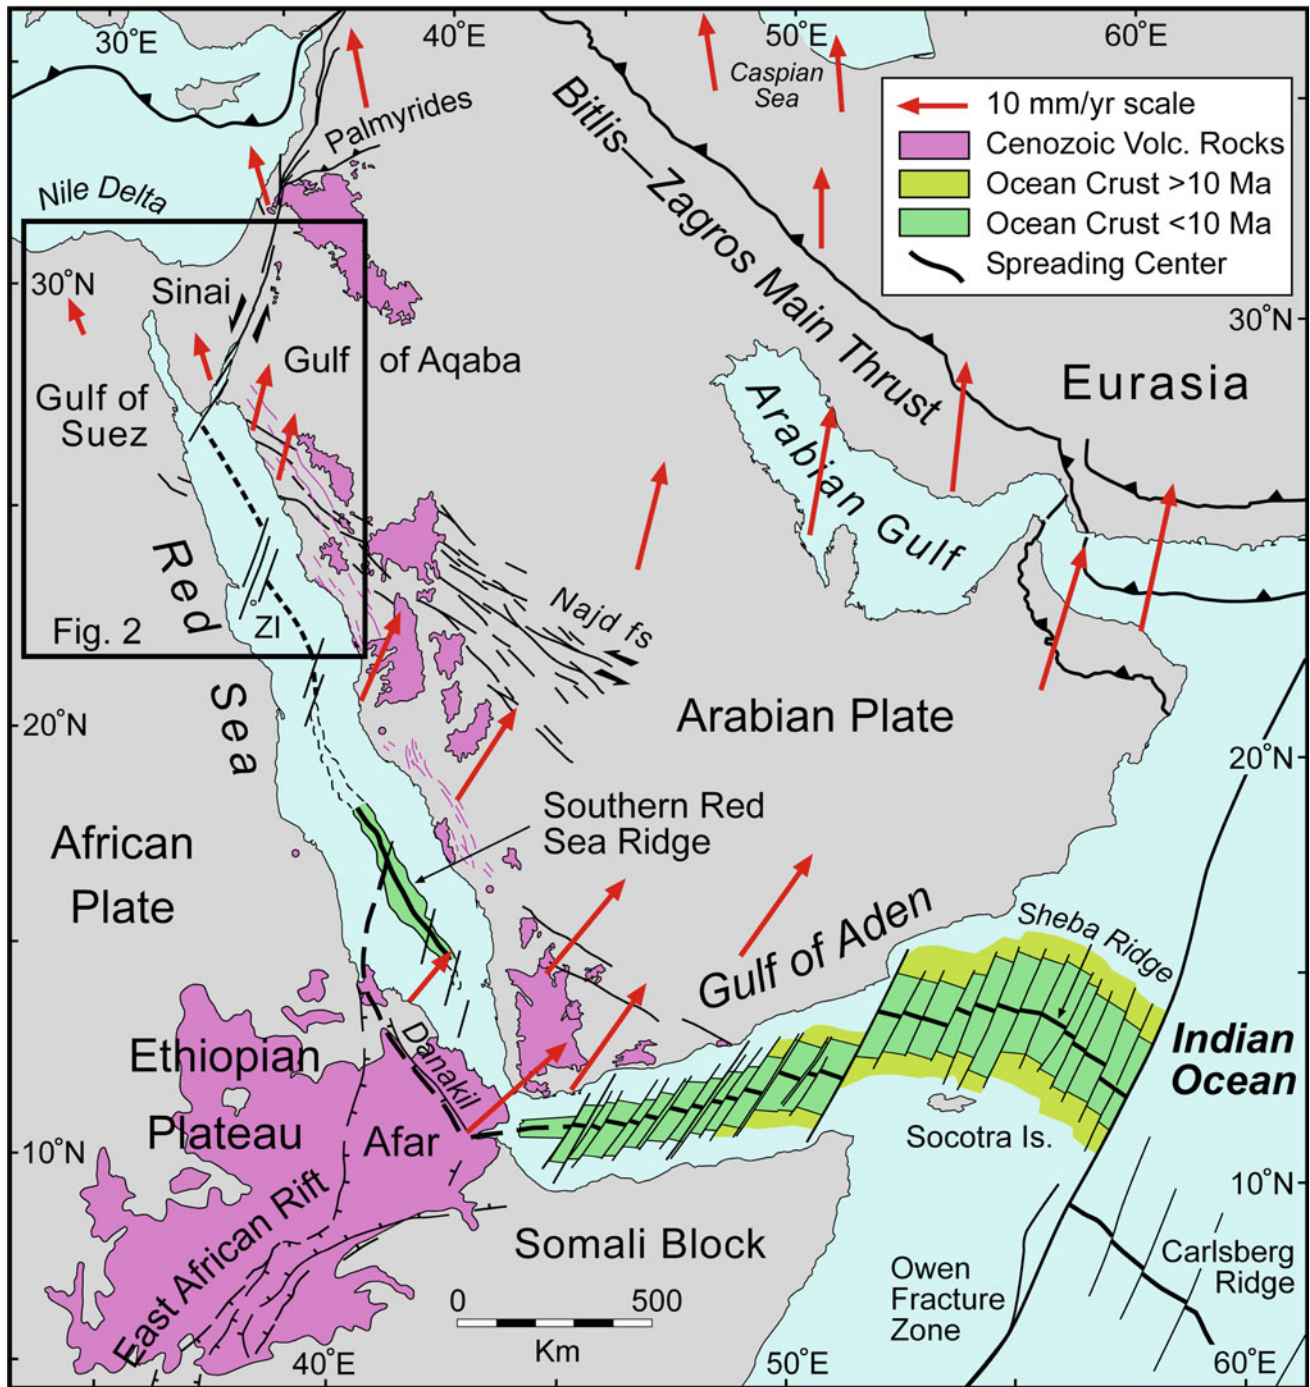 30°E
40°E
50°E
60°E
Caspian
Sea
10 mm/yr scale
Cenozoic Volc. Rocks
Ocean Crust >10 Ma
Ocean Crust <10 Ma
Spreading Center
Palmyrides
Bitlis—Zagros Main Thrust
Nile Delta
30°N
Sinai
30°N
Gulf of Aqaba
Eurasia
Gulf of
Suez
Arabian Gulf
Red Sea
Najd fs
ZI
Fig. 2
20°N
Arabian Plate
20°N
Southern Red
Sea Ridge
African
Plate
Gulf of Aden
Sheba Ridge
Indian
Ocean
Ethiopian
Plateau
Danakil
Afar
Socotra Is.
10°N
10°N
East African Rift
Somali Block
Carlsberg
Ridge
Owen
Fracture
Zone
0 500
Km
40°E
50°E
60°E